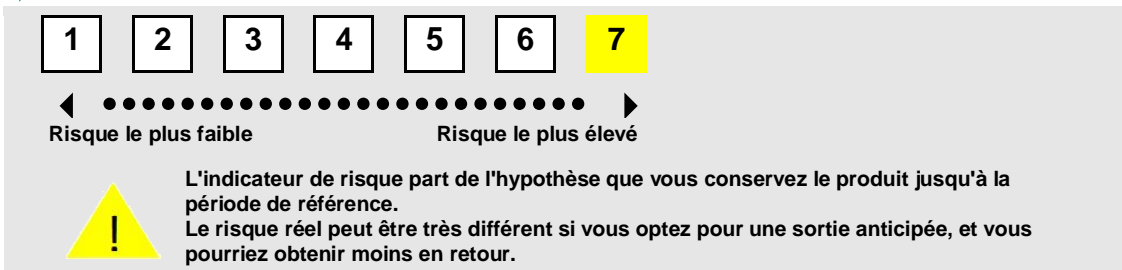 1 2 3 4 5 6 7
Risque le plus faible Risque le plus élevé
! L'indicateur de risque part de l'hypothèse que vous conservez le produit jusqu'à la
période de référence.
Le risque réel peut être très différent si vous optez pour une sortie anticipée, et vous
pourriez obtenir moins en retour.